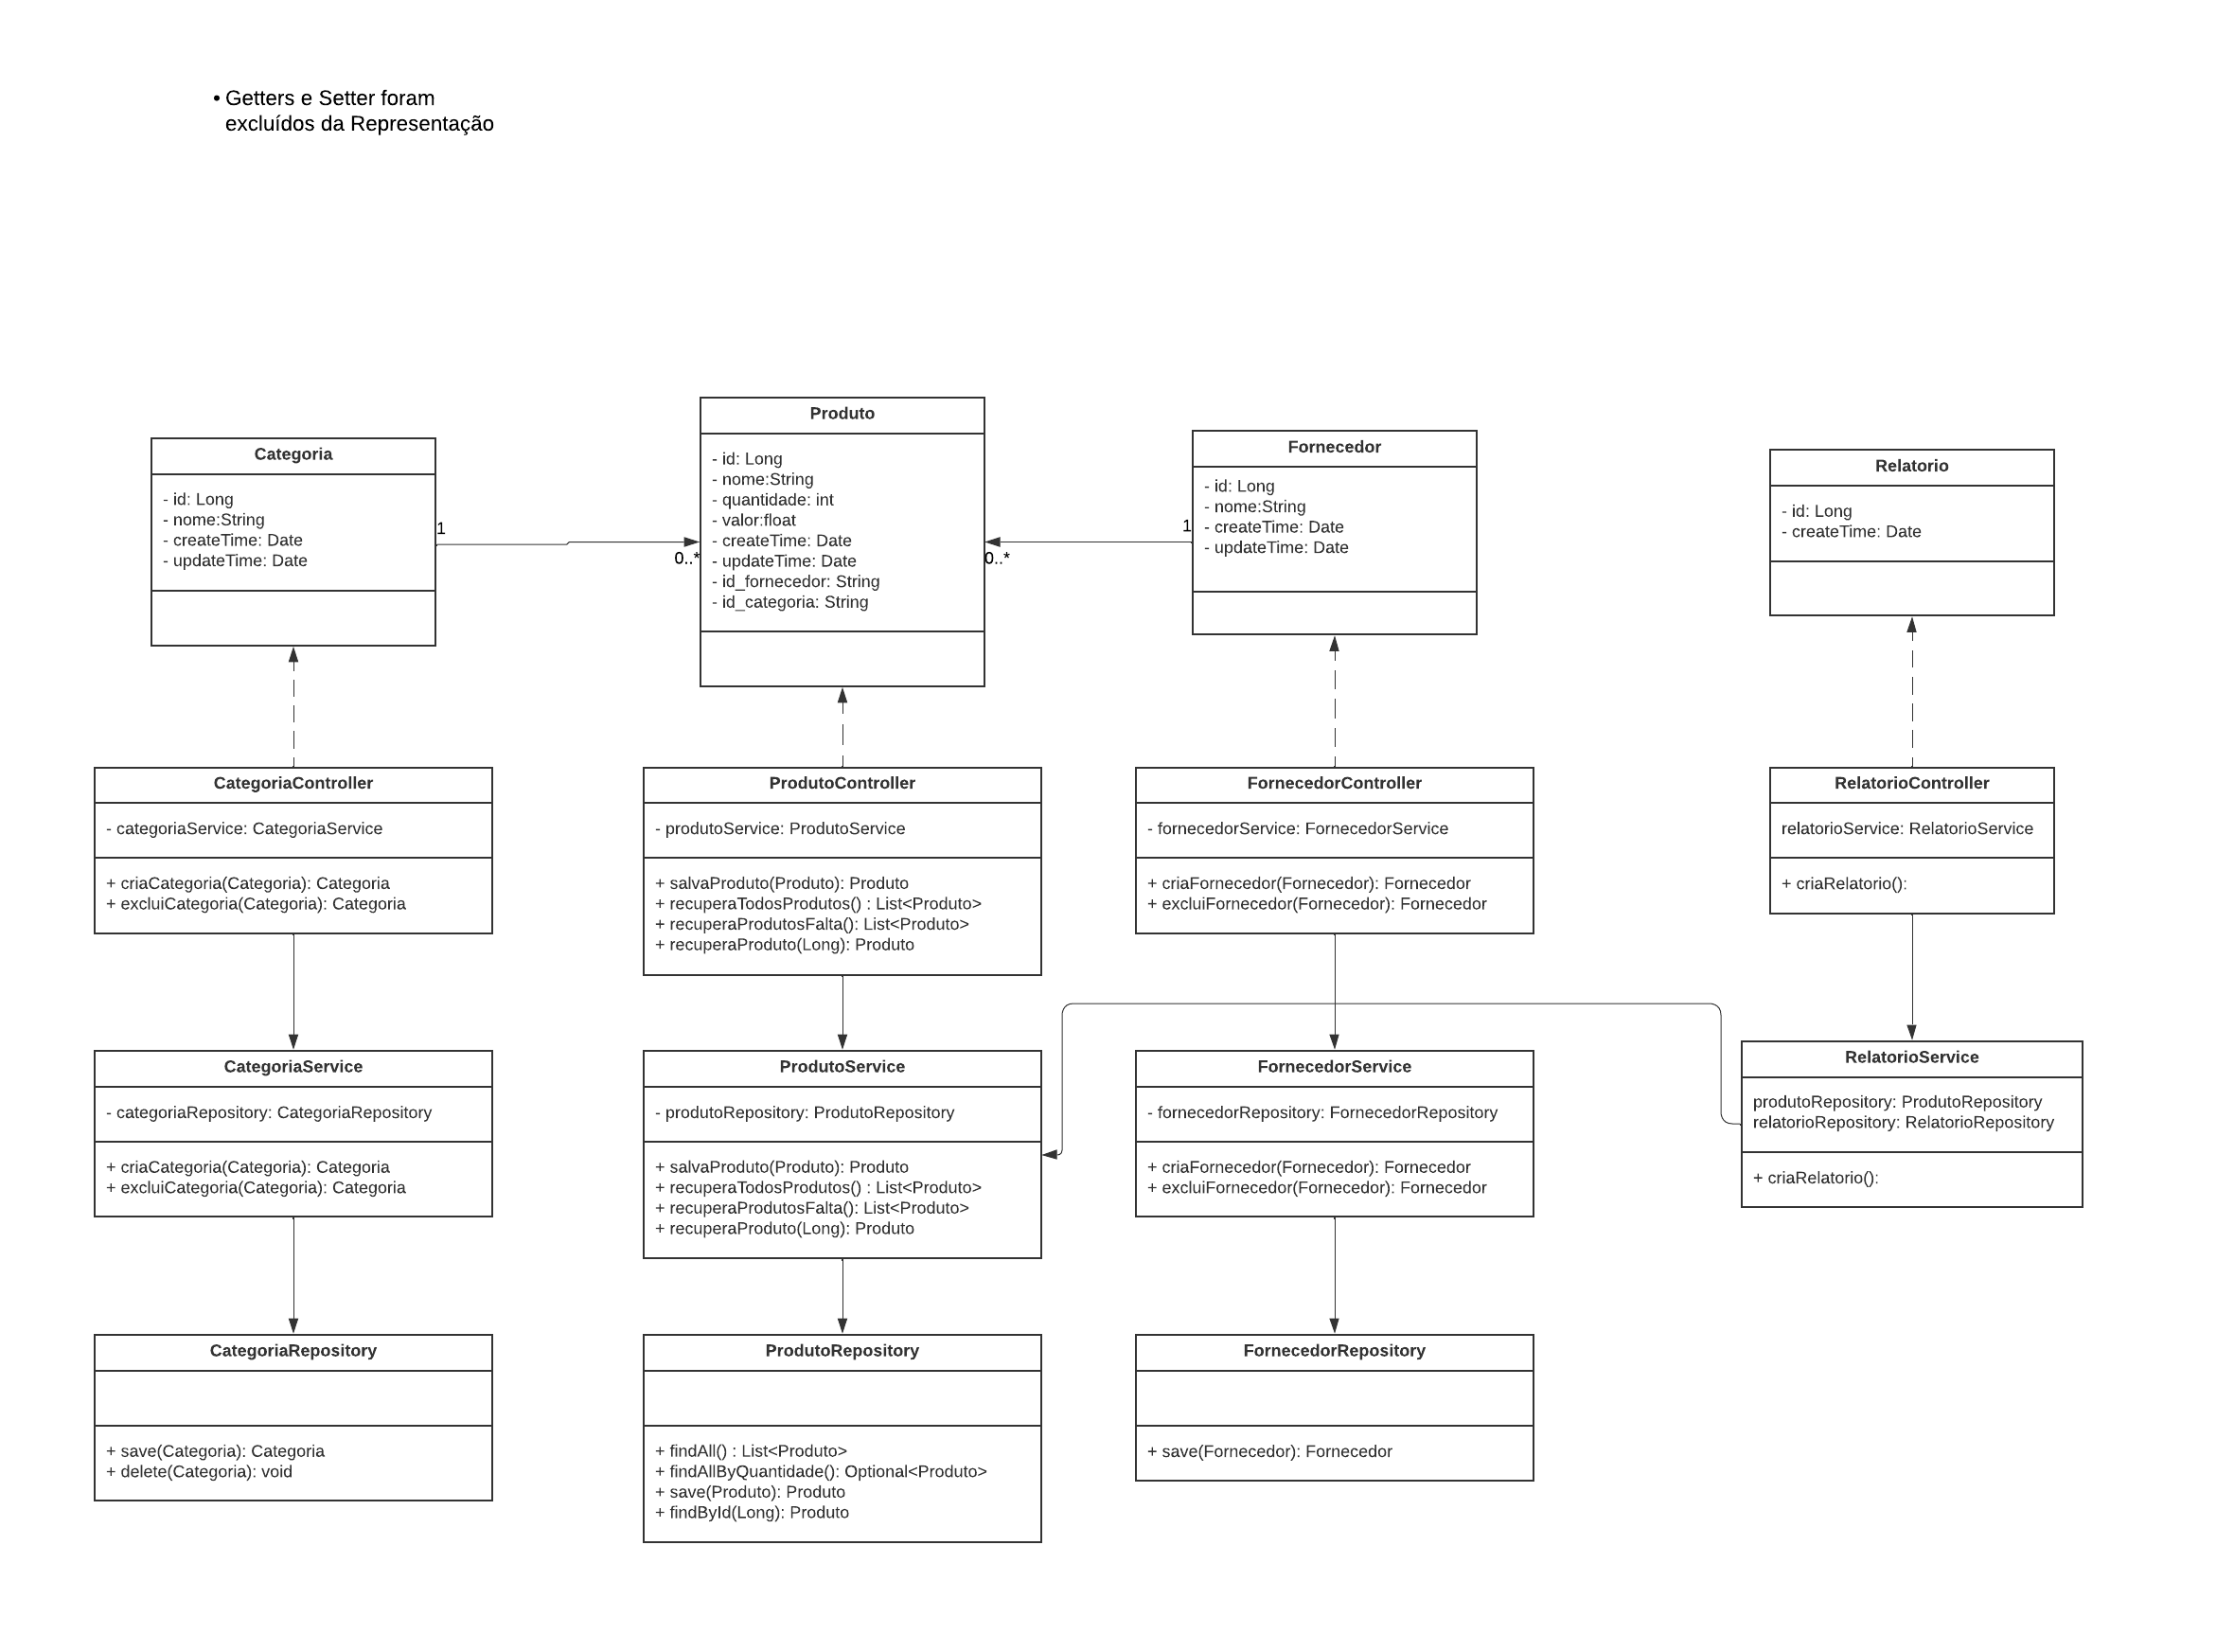 • Getters e Setter foram
excluídos da Representação
Categoria
- id: Long
- nome:String
- createTime: Date
- updateTime: Date
1
0..*
Produto
- id: Long
- nome:String
- quantidade: int
- valor:float
- createTime: Date
- updateTime: Date
- id_fornecedor: String
- id_categoria: String
0..*
1
Fornecedor
- id: Long
- nome:String
- createTime: Date
- updateTime: Date
Relatorio
- id: Long
- createTime: Date
CategoriaController
- categoriaService: CategoriaService
+ criaCategoria(Categoria): Categoria
+ excluiCategoria(Categoria): Categoria
ProdutoController
- produtoService: ProdutoService
+ salvaProduto(Produto): Produto
+ recuperaTodosProdutos() : List<Produto>
+ recuperaProdutosFalta(): List<Produto>
+ recuperaProduto(Long): Produto
FornecedorController
- fornecedorService: FornecedorService
+ criaFornecedor(Fornecedor): Fornecedor
+ excluiFornecedor(Fornecedor): Fornecedor
RelatorioController
relatorioService: RelatorioService
+ criaRelatorio():
CategoriaService
- categoriaRepository: CategoriaRepository
+ criaCategoria(Categoria): Categoria
+ excluiCategoria(Categoria): Categoria
ProdutoService
- produtoRepository: ProdutoRepository
+ salvaProduto(Produto): Produto
+ recuperaTodosProdutos() : List<Produto>
+ recuperaProdutosFalta(): List<Produto>
+ recuperaProduto(Long): Produto
FornecedorService
- fornecedorRepository: FornecedorRepository
+ criaFornecedor(Fornecedor): Fornecedor
+ excluiFornecedor(Fornecedor): Fornecedor
RelatorioService
produtoRepository: ProdutoRepository
relatorioRepository: RelatorioRepository
+ criaRelatorio():
CategoriaRepository
+ save(Categoria): Categoria
+ delete(Categoria): void
ProdutoRepository
+ findAll() : List<Produto>
+ findAllByQuantidade(): Optional<Produto>
+ save(Produto): Produto
+ findById(Long): Produto
FornecedorRepository
+ save(Fornecedor): Fornecedor